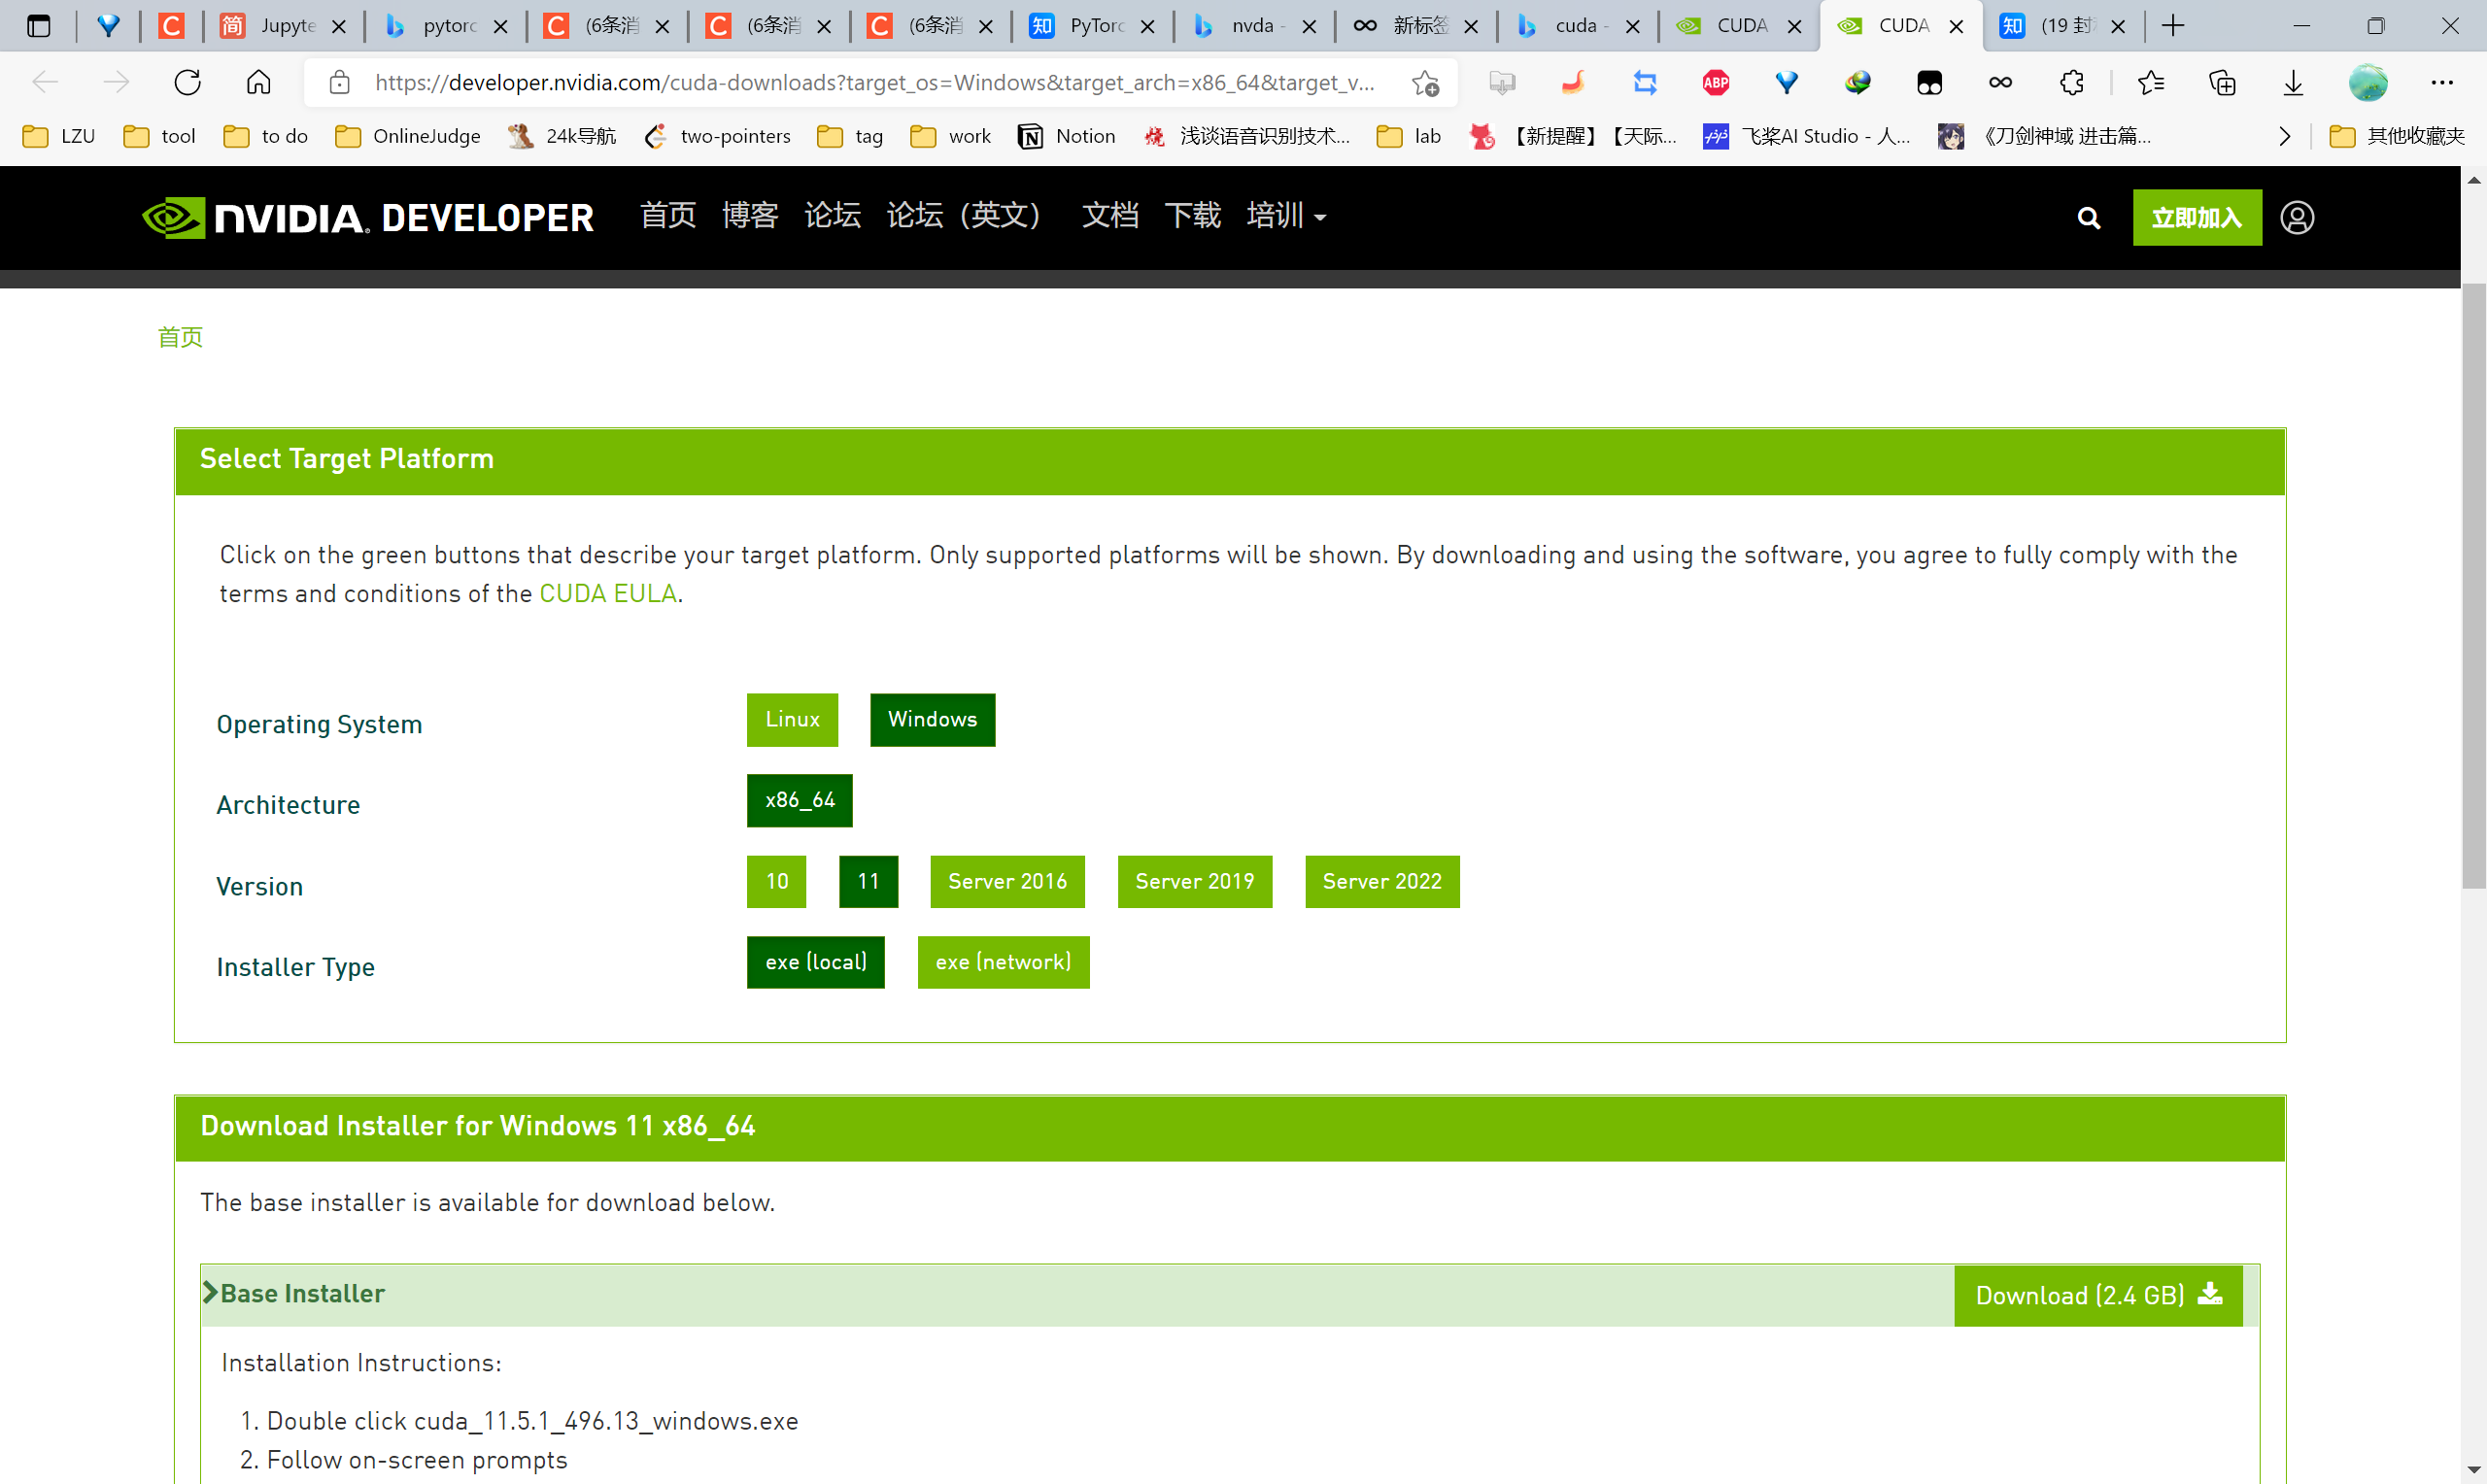 Jupyte
pytorc
(6条消
(6条消
(6条消
PyTorc
nvda -
新标签
cuda -
CUDA
CUDA
(19 封
https://developer.nvidia.com/cuda-downloads?target_os=Windows&target_arch=x86_64&target_v...
ABP
LZU tool to do OnlineJudge 24k导航 two-pointers tag work Notion 浅谈语音识别技术... lab 【新提醒】【天际... 飞桨AI Studio - 人... 《刀剑神域 进击篇... 其他收藏夹
NVIDIA. DEVELOPER 首页 博客 论坛 论坛（英文） 文档 下载 培训 立即加入
首页
Select Target Platform
Click on the green buttons that describe your target platform. Only supported platforms will be shown. By downloading and using the software, you agree to fully comply with the
terms and conditions of the CUDA EULA.
Operating System Linux Windows
Architecture x86_64
Version 10 11 Server 2016 Server 2019 Server 2022
Installer Type exe (local) exe (network)
Download Installer for Windows 11 x86_64
The base installer is available for download below.
Base Installer Download (2.4 GB)
Installation Instructions:
1. Double click cuda_11.5.1_496.13_windows.exe
2. Follow on-screen prompts